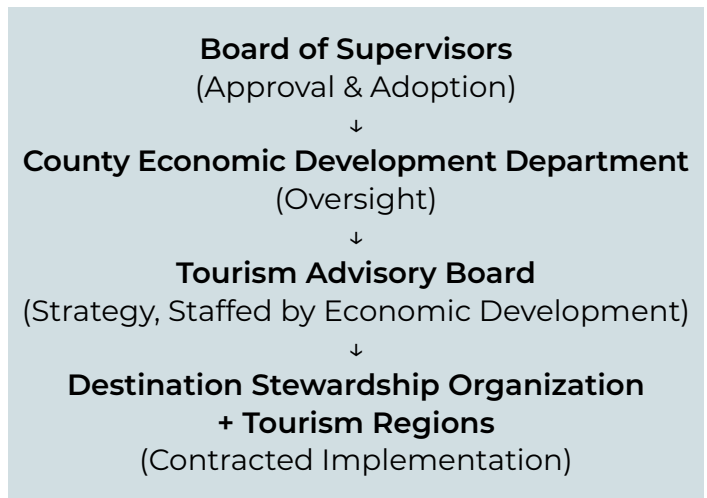 Board of Supervisors
(Approval & Adoption)
↓
County Economic Development Department
(Oversight)
↓
Tourism Advisory Board
(Strategy, Staffed by Economic Development)
↓
Destination Stewardship Organization
+ Tourism Regions
(Contracted Implementation)